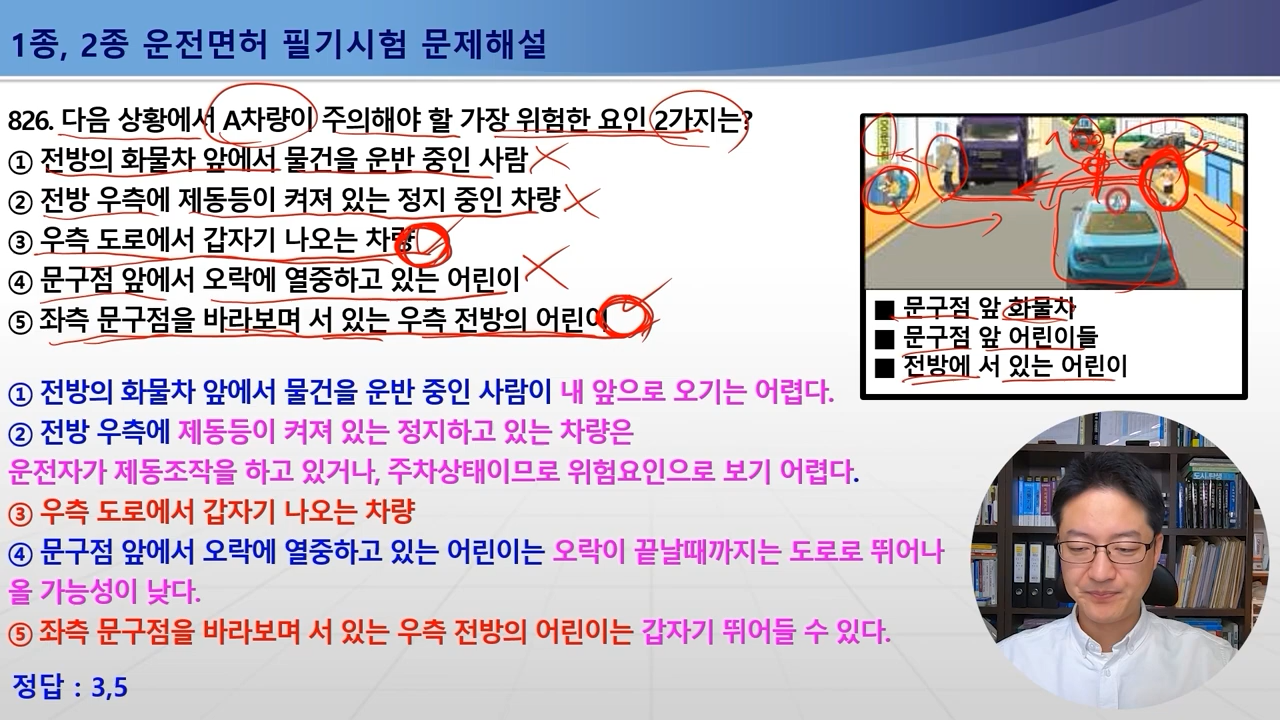 1종, 2종 운전면허 필기시험 문제해설
826. 다음 상황에서 A차량이 주의해야 할 가장 위험한 요인 2가지는?
① 전방의 화물차 앞에서 물건을 운반 중인 사람
② 전방 우측에 제동등이 켜져 있는 정지 중인 차량
③ 우측 도로에서 갑자기 나오는 차량
④ 문구점 앞에서 오락에 열중하고 있는 어린이
⑤ 좌측 문구점을 바라보며 서 있는 우측 전방의 어린이
■ 문구점 앞 화물차
■ 문구점 앞 어린이들
■ 전방에 서 있는 어린이
① 전방의 화물차 앞에서 물건을 운반 중인 사람이 내 앞으로 오기는 어렵다.
② 전방 우측에 제동등이 켜져 있는 정지하고 있는 차량은
운전자가 제동조작을 하고 있거나, 주차상태이므로 위험요인으로 보기 어렵다.
③ 우측 도로에서 갑자기 나오는 차량
④ 문구점 앞에서 오락에 열중하고 있는 어린이는 오락이 끝날때까지는 도로로 뛰어나
올 가능성이 낮다.
⑤ 좌측 문구점을 바라보며 서 있는 우측 전방의 어린이는 갑자기 뛰어들 수 있다.
정답 : 3,5